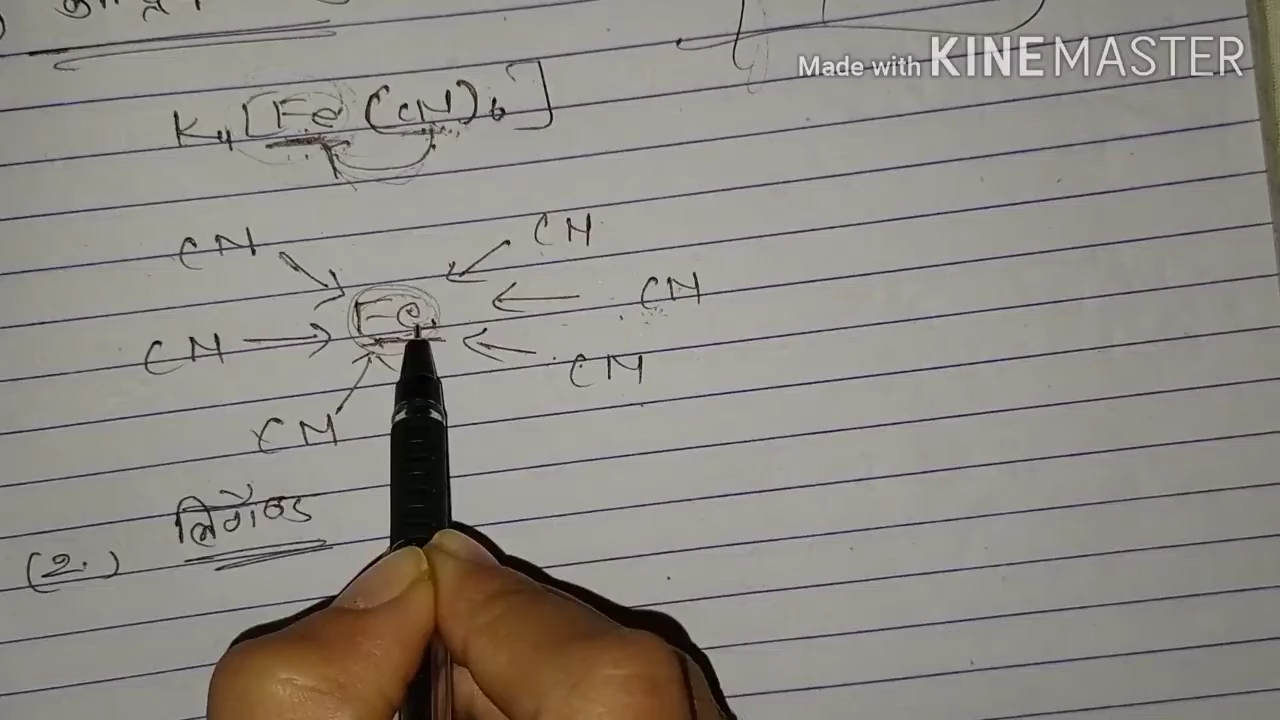 Made with KINEMASTER
K4[Fe(CN)6]
CN CN
Fe CN
CN CN
CN
(2.) लिगेण्ड